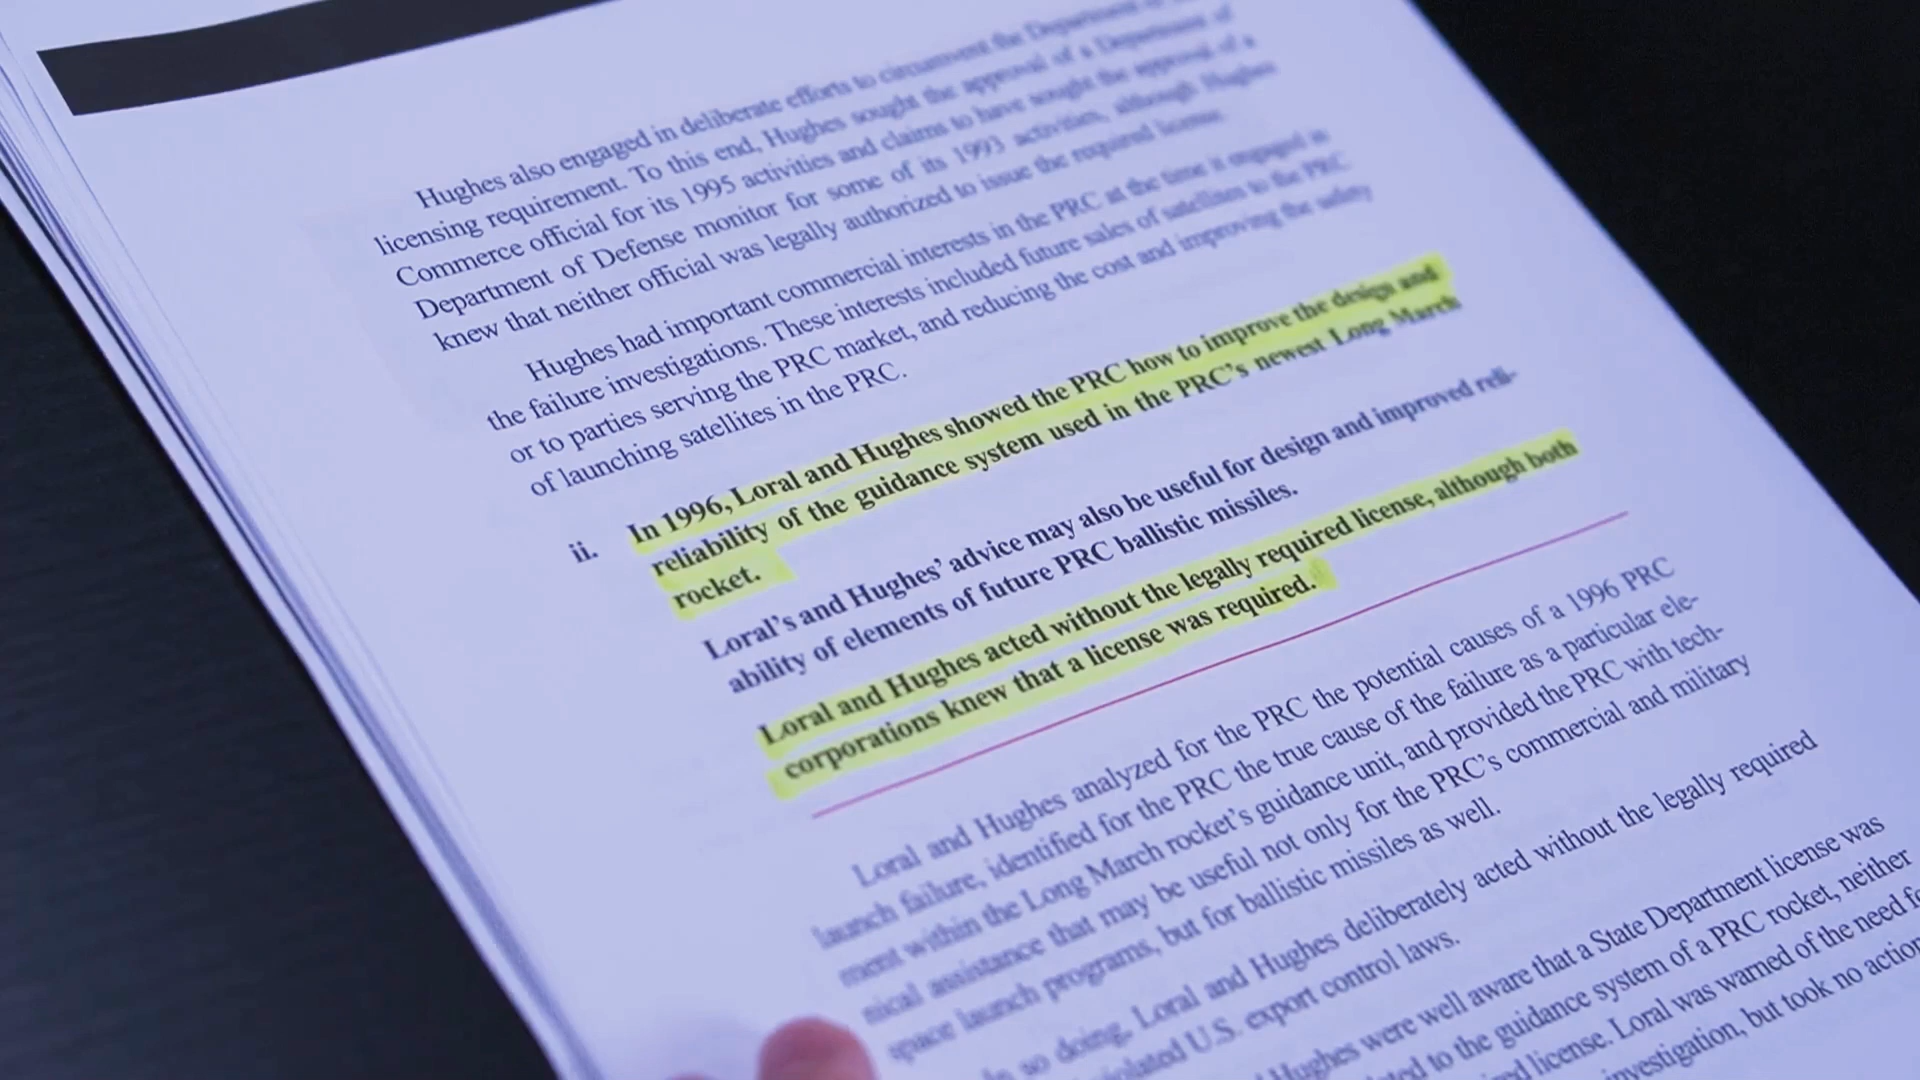 Hughes also engaged in deliberate efforts to circumvent the Department of
licensing requirement. To this end, Hughes sought the approval of a Department of
Commerce official for its 1995 activities and claims to have sought the approval of a
Department of Defense monitor for some of its 1993 activities, although Hughes
knew that neither official was legally authorized to issue the required license.
Hughes had important commercial interests in the PRC at the time it engaged in
the failure investigations. These interests included future sales of satellites to the PRC
or to parties serving the PRC market, and reducing the cost and improving the safety
of launching satellites in the PRC.
ii. In 1996, Loral and Hughes showed the PRC how to improve the design and
reliability of the guidance system used in the PRC's newest Long March
rocket.
Loral's and Hughes' advice may also be useful for design and improved reli-
ability of elements of future PRC ballistic missiles.
Loral and Hughes acted without the legally required license, although both
corporations knew that a license was required.
Loral and Hughes analyzed for the PRC the potential causes of a 1996 PRC
launch failure, identified for the PRC the true cause of the failure as a particular ele-
ment within the Long March rocket's guidance unit, and provided the PRC with tech-
nical assistance that may be useful not only for the PRC's commercial and military
space launch programs, but for ballistic missiles as well.
so doing, Loral and Hughes deliberately acted without the legally required
violated U.S. export control laws.
Hughes were well aware that a State Department license was
to the guidance system of a PRC rocket, neither
license. Loral was warned of the need
investigation, but took no action